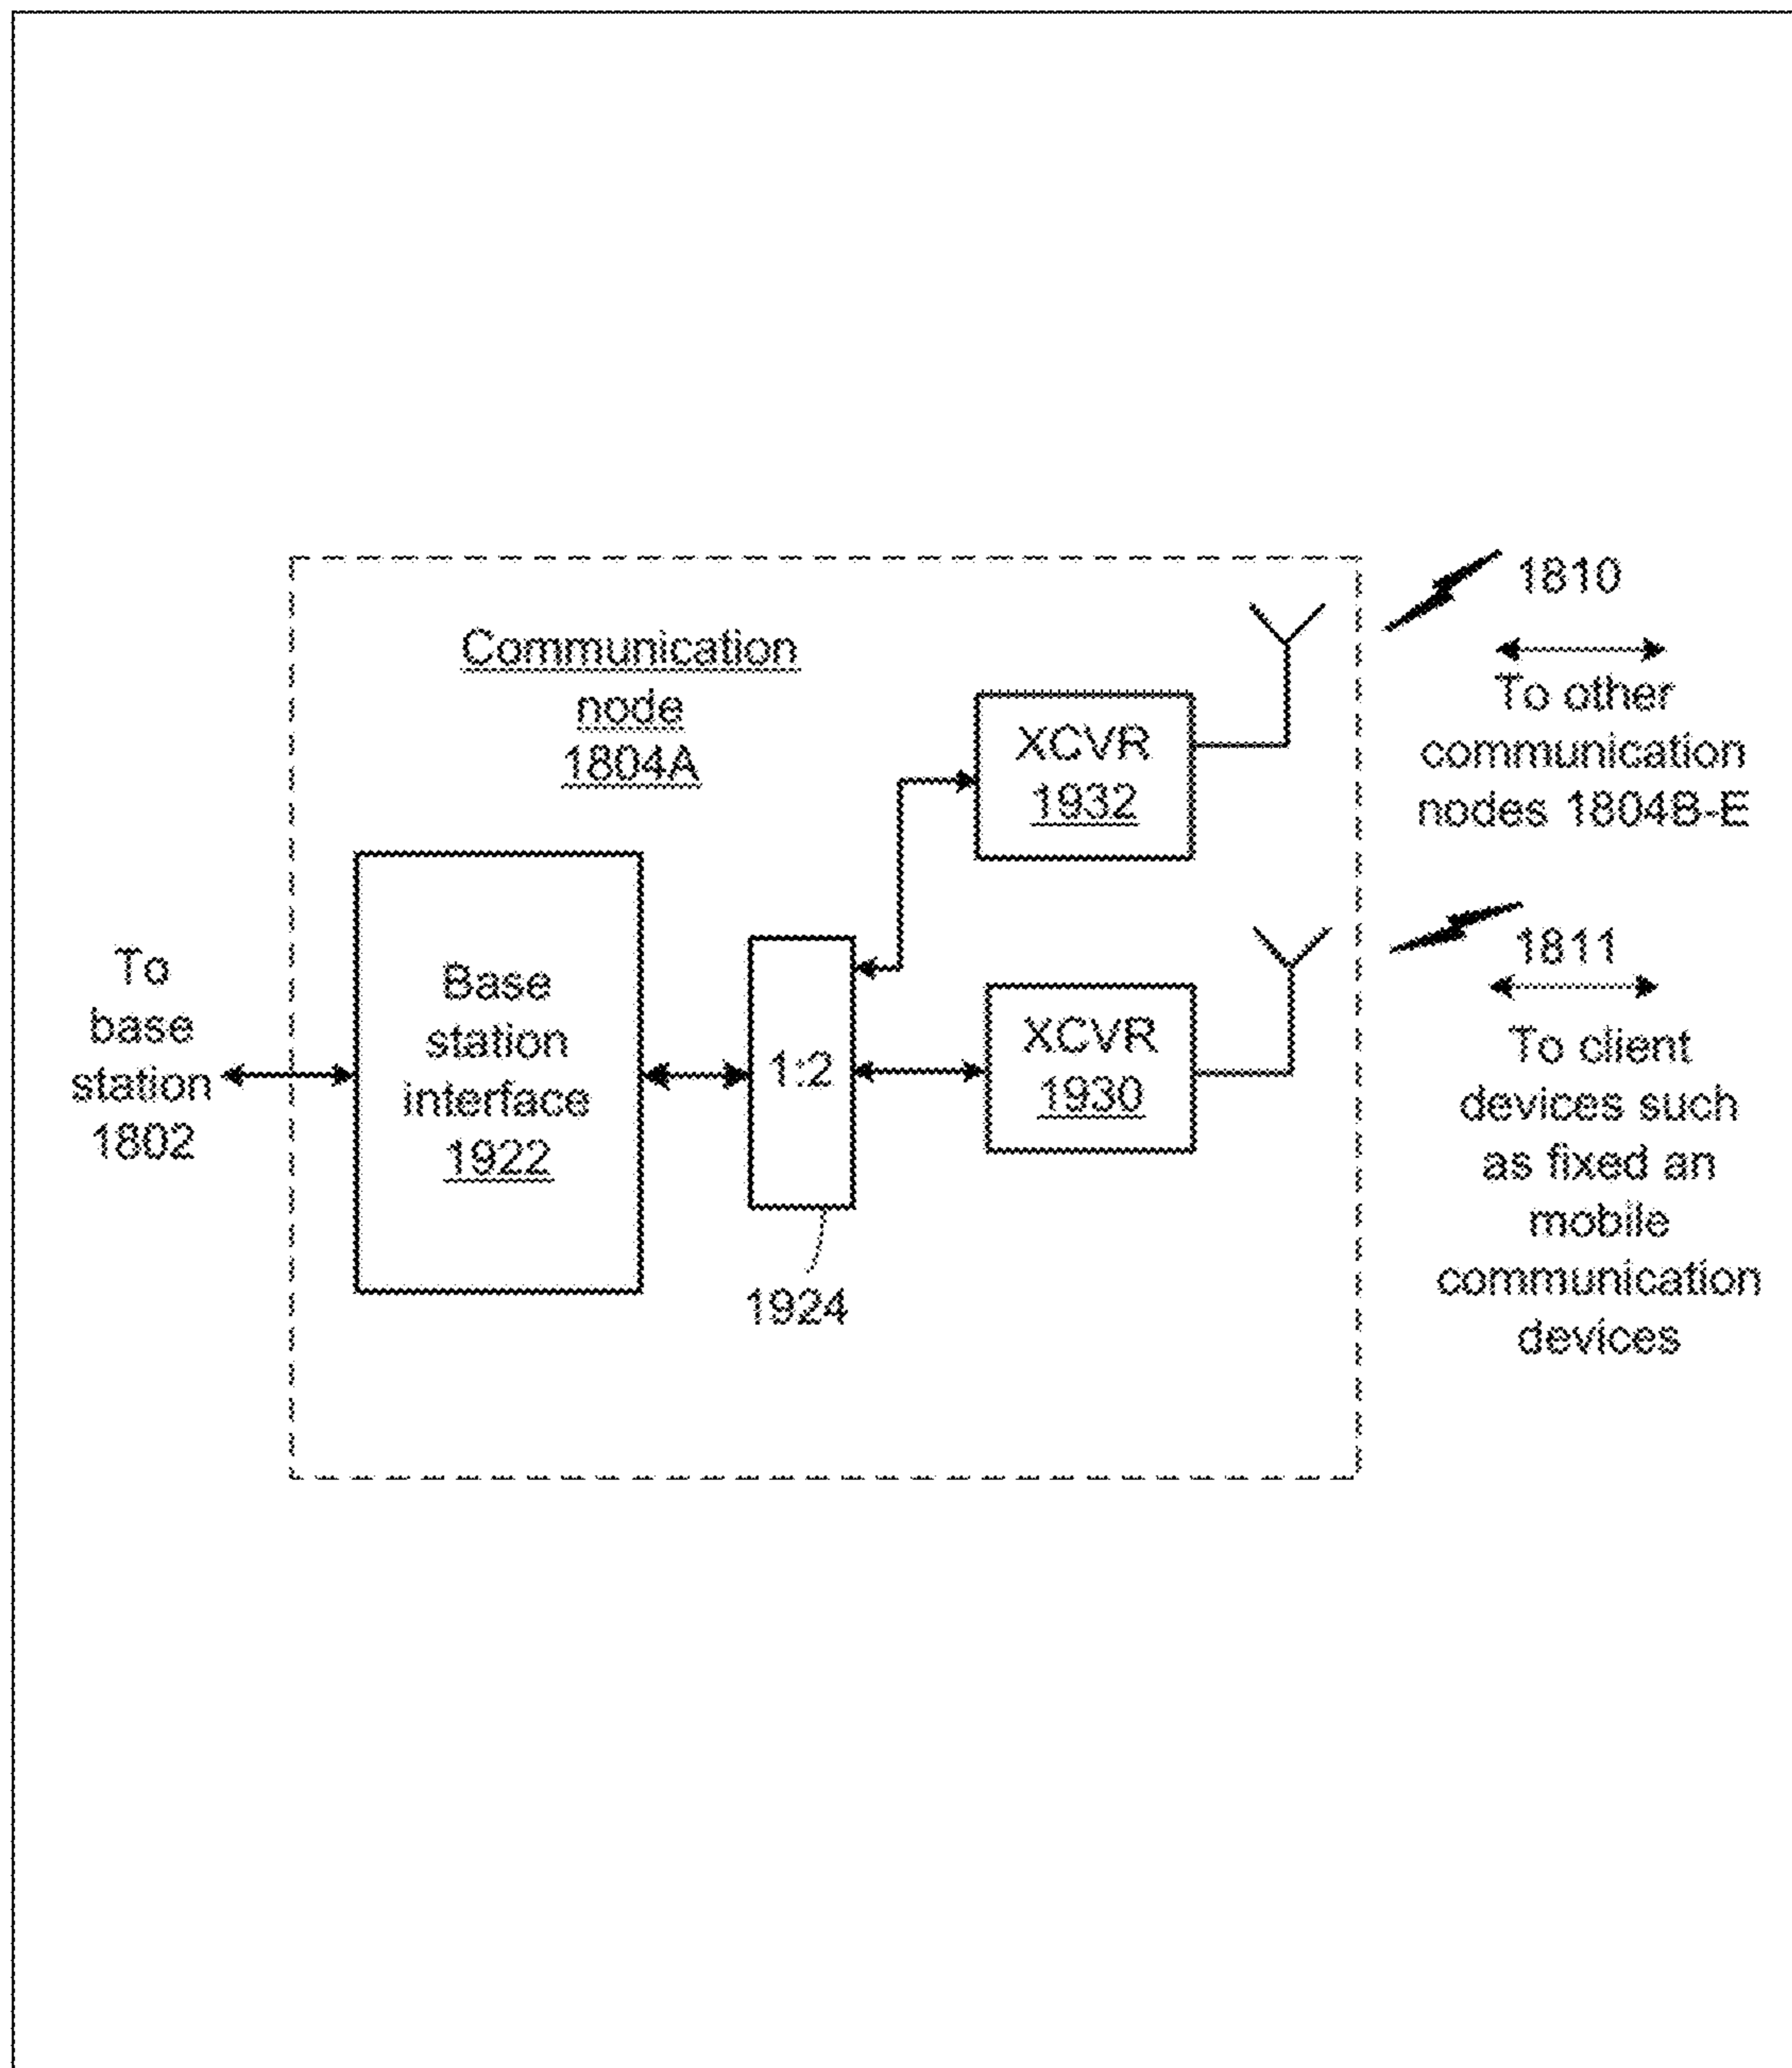 Communication
node
1804A
To
base
station
1802
Base
station
interface
1922
1:2
1924
XCVR
1932
XCVR
1930
1810
To other
communication
nodes 1804B-E
1811
To client
devices such
as fixed an
mobile
communication
devices